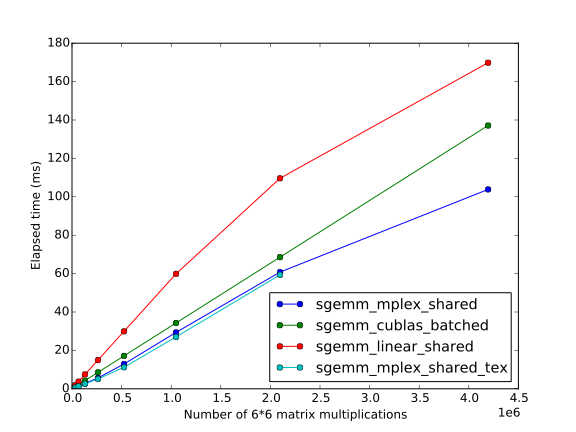 180
160
140
120
100
80
60
40
20
0
Elapsed time (ms)
sgemm_mplex_shared
sgemm_cublas_batched
sgemm_linear_shared
sgemm_mplex_shared_tex
0.0 0.5 1.0 1.5 2.0 2.5 3.0 3.5 4.0 4.5
1e6
Number of 6*6 matrix multiplications